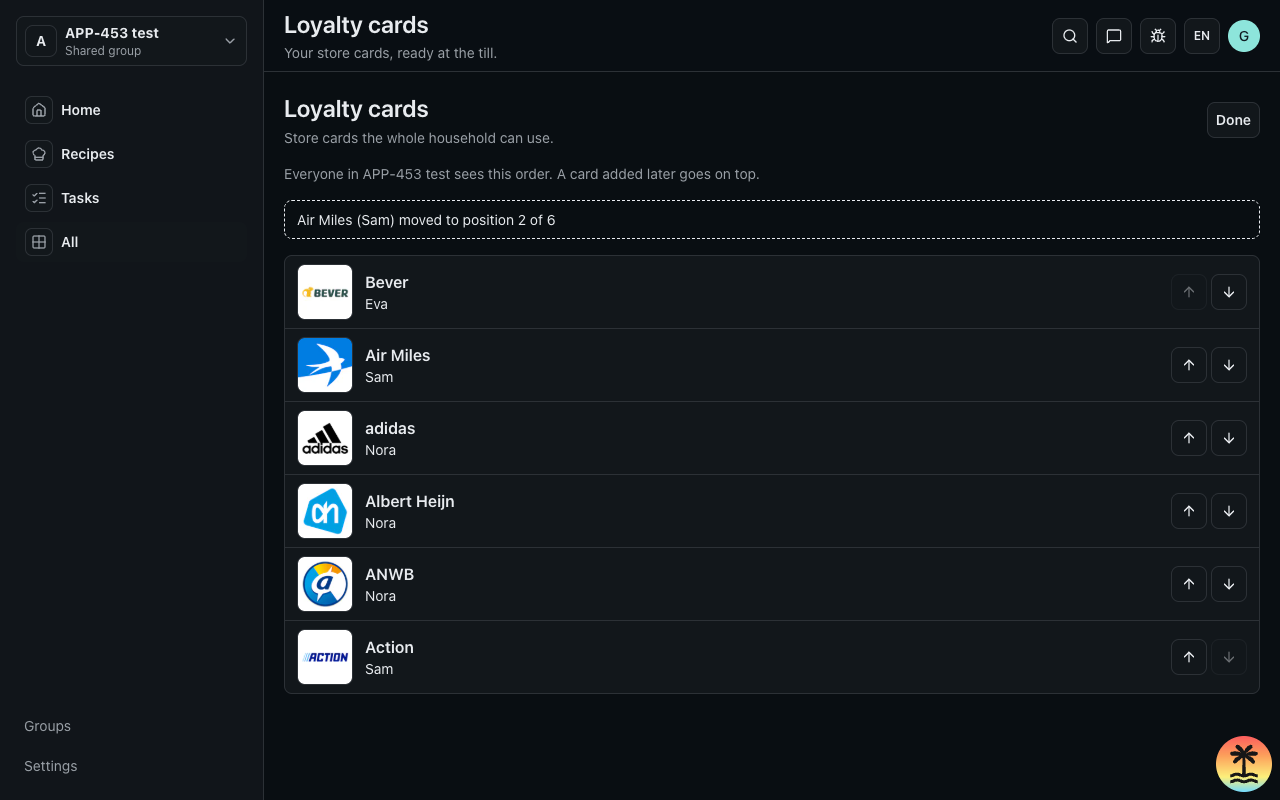 A
APP-453 test
Shared group
Home
Recipes
Tasks
All
Groups
Settings
Loyalty cards
Your store cards, ready at the till.
EN
G
Loyalty cards
Store cards the whole household can use.
Done
Everyone in APP-453 test sees this order. A card added later goes on top.
Air Miles (Sam) moved to position 2 of 6
BEVER
Bever
Eva
Air Miles
Sam
adidas
adidas
Nora
ah
Albert Heijn
Nora
a
ANWB
Nora
ACTION
Action
Sam